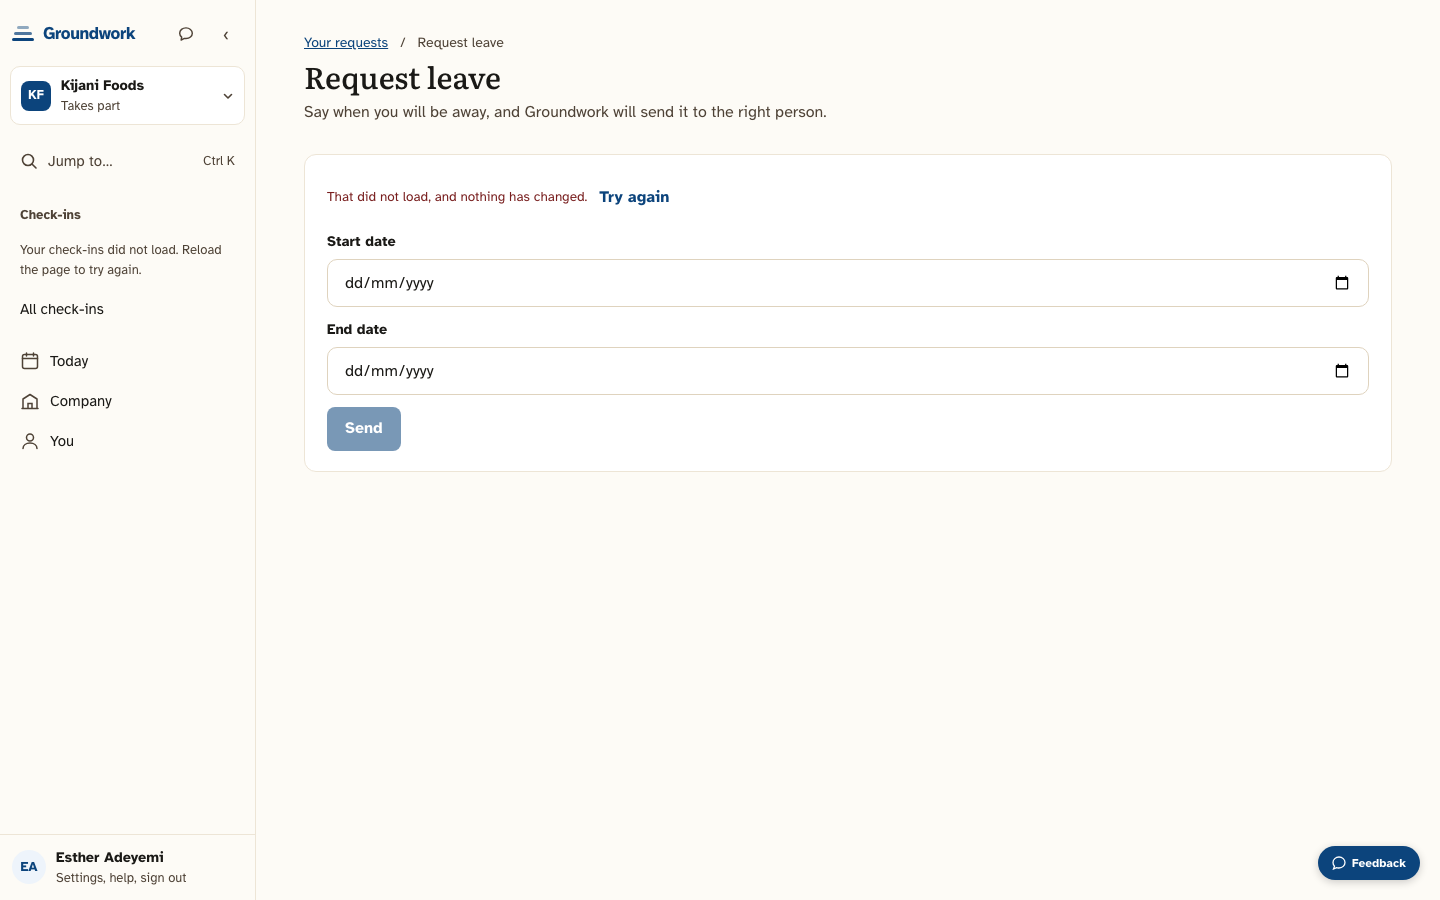 Groundwork
KF
Kijani Foods
Takes part
Jump to...
Ctrl K
Check-ins
Your check-ins did not load. Reload
the page to try again.
All check-ins
Today
Company
You
EA
Esther Adeyemi
Settings, help, sign out
Your requests / Request leave
Request leave
Say when you will be away, and Groundwork will send it to the right person.
That did not load, and nothing has changed. Try again
Start date
dd/mm/yyyy
End date
dd/mm/yyyy
Send
Feedback